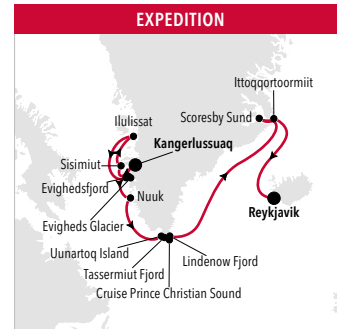 EXPEDITION
Ittoqqortoormiit
Ilulissat
Scoresby Sund
Kangerlussuaq
Sisimiut
Evighedsfjord
Nuuk
Evigheds Glacier
Reykjavik
Uunartoq Island
Lindenow Fjord
Tassermiut Fjord
Cruise Prince Christian Sound